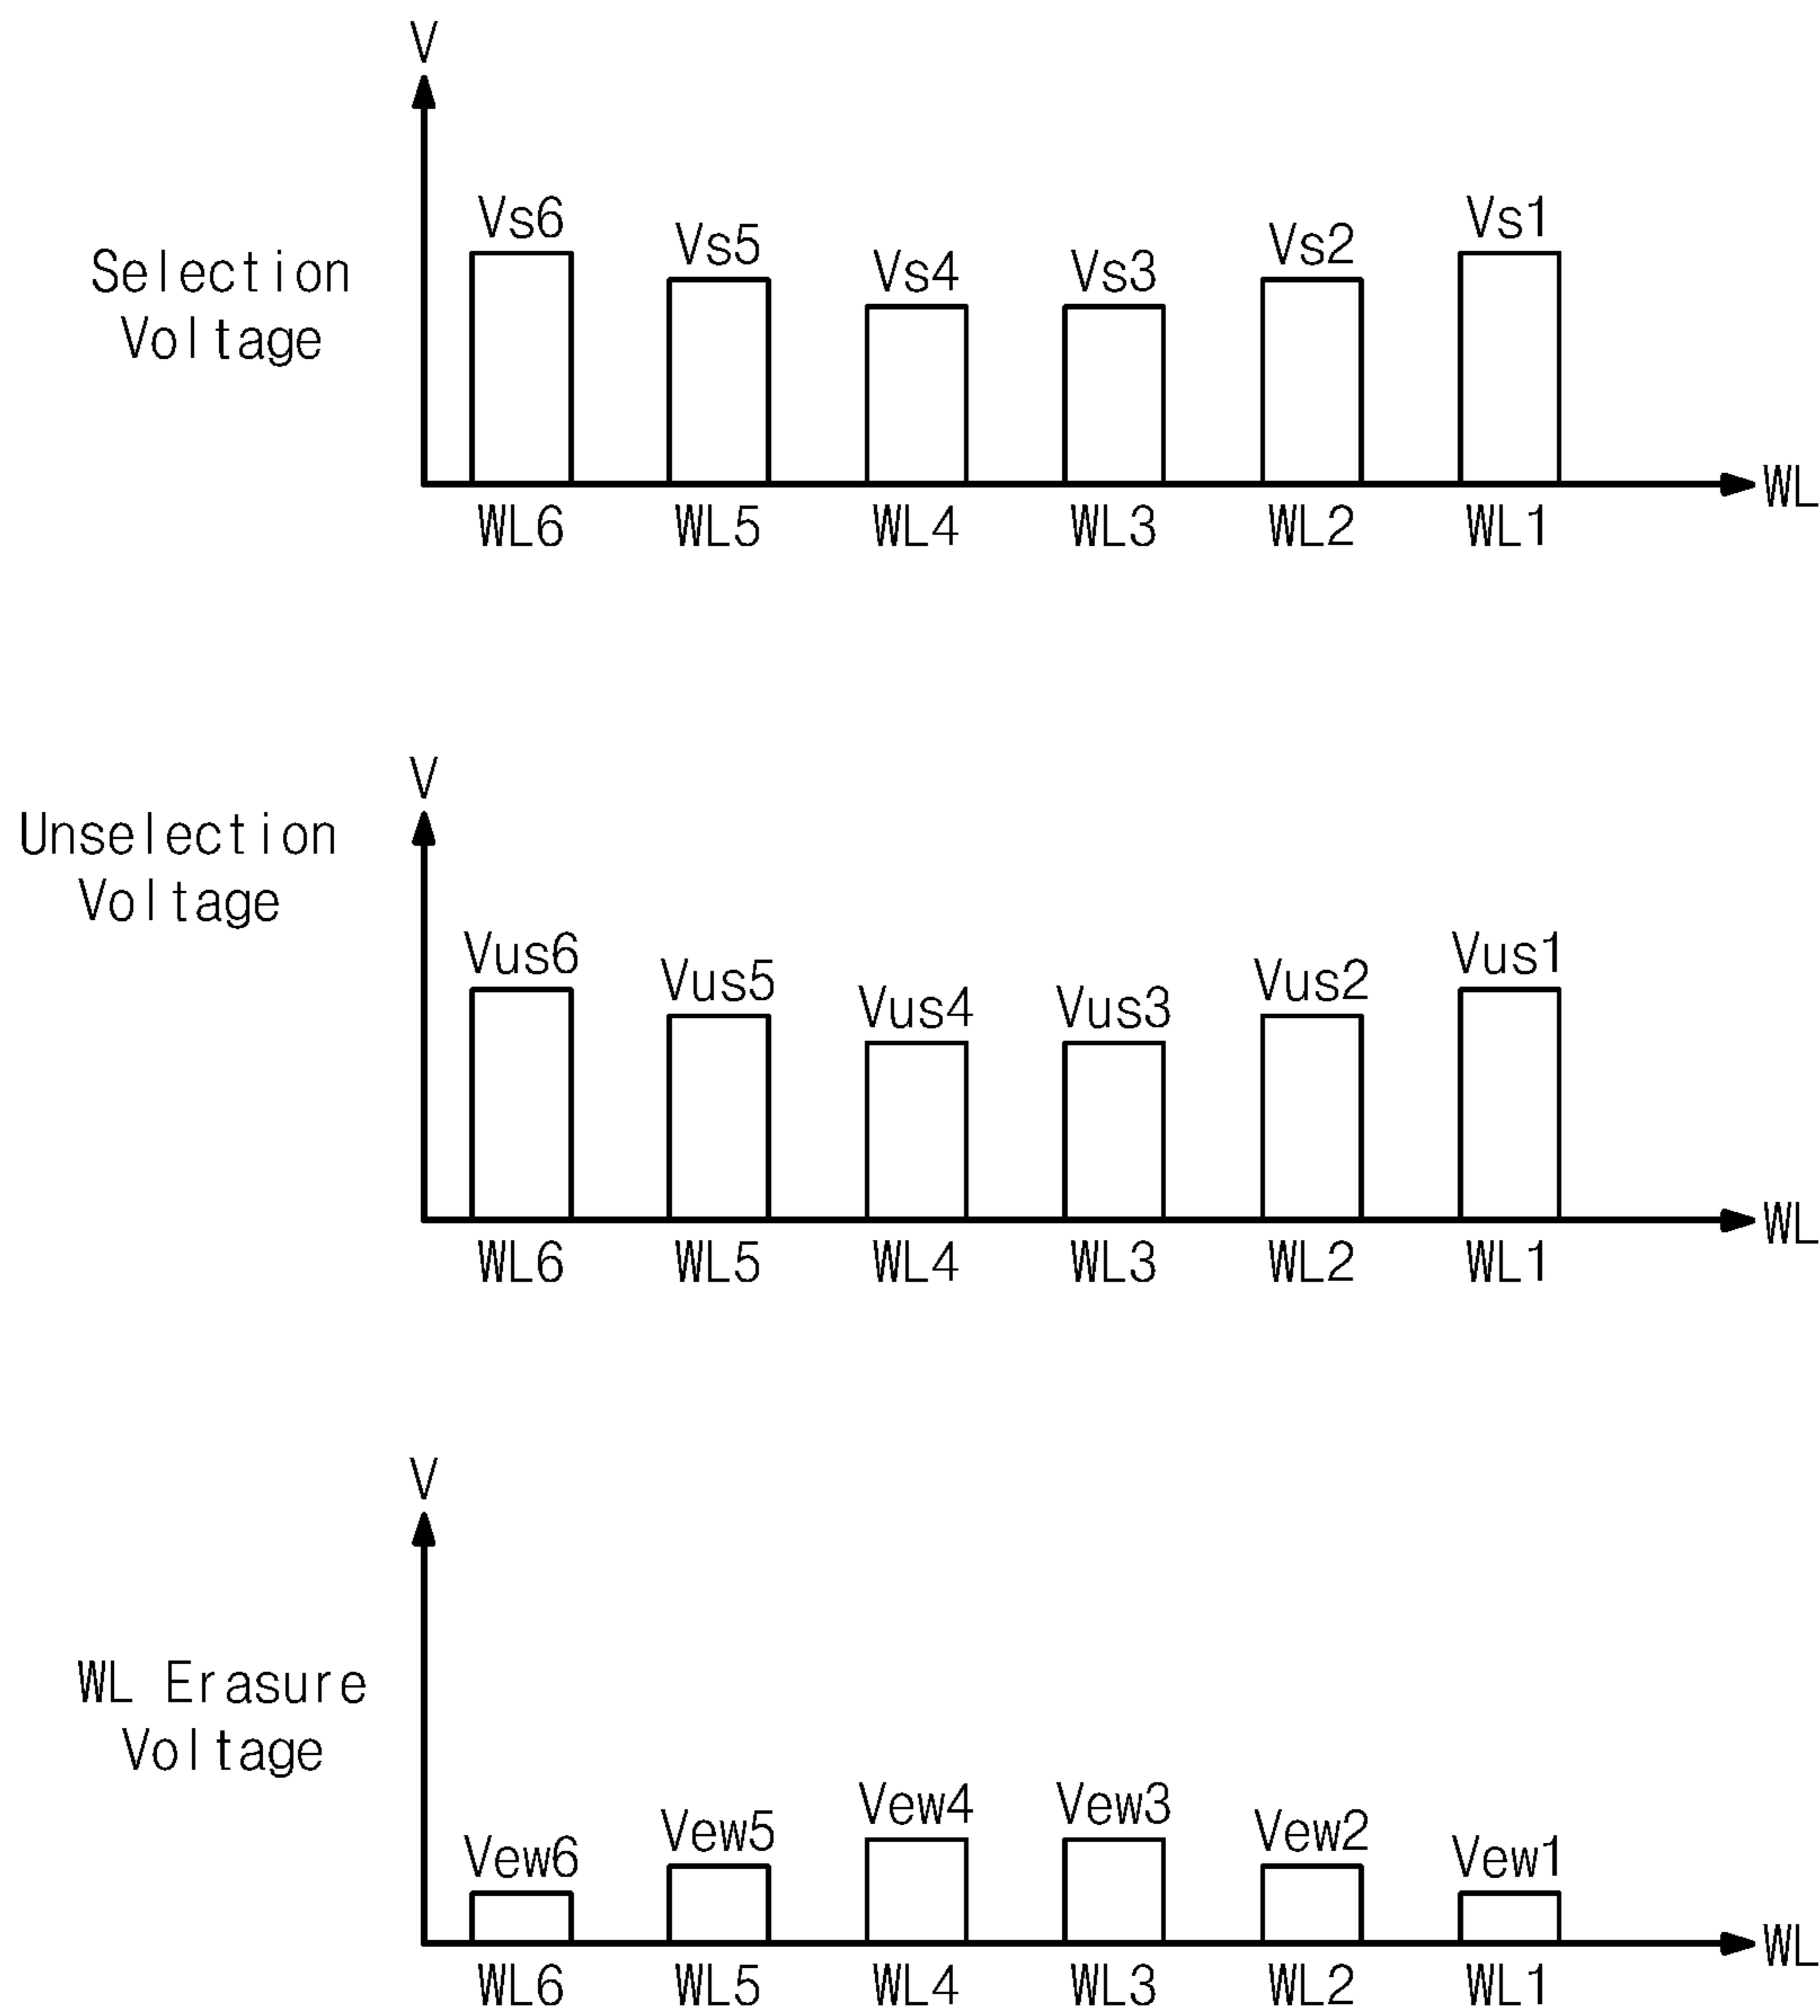 V
Vs6 Vs5 Vs4 Vs3 Vs2 Vs1
Selection
Voltage
WL
WL6 WL5 WL4 WL3 WL2 WL1
V
Unselection
Voltage
Vus6 Vus5 Vus4 Vus3 Vus2 Vus1
WL
WL6 WL5 WL4 WL3 WL2 WL1
V
WL Erasure
Voltage
Vew6 Vew5 Vew4 Vew3 Vew2 Vew1
WL
WL6 WL5 WL4 WL3 WL2 WL1